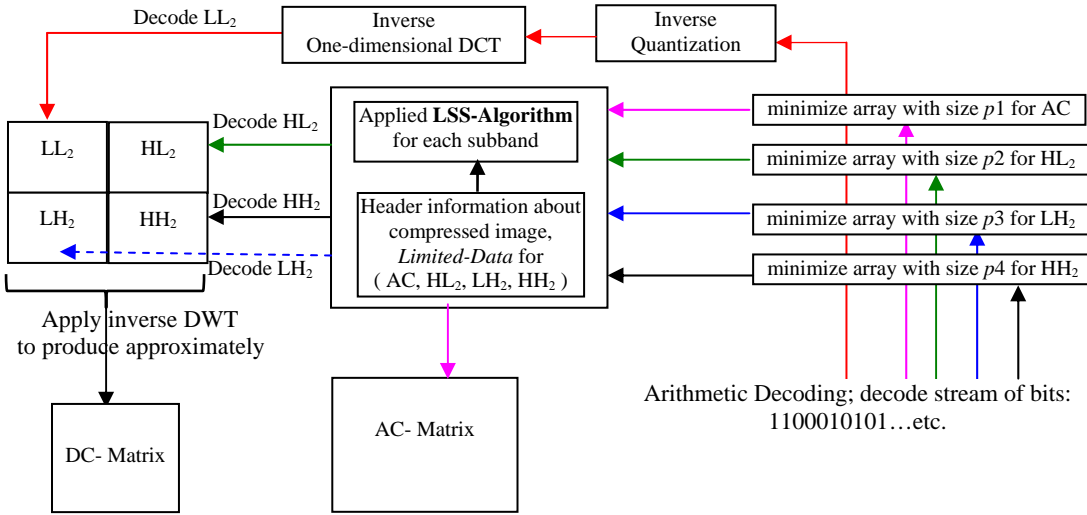 Decode LL₂
Inverse
One-dimensional DCT
Inverse
Quantization
Applied LSS-Algorithm
for each subband
Header information about
compressed image,
Limited-Data for
( AC, HL₂, LH₂, HH₂ )
minimize array with size p1 for AC
minimize array with size p2 for HL₂
minimize array with size p3 for LH₂
minimize array with size p4 for HH₂
Decode HL₂
Decode HH₂
Decode LH₂
LL₂
HL₂
LH₂
HH₂
Apply inverse DWT
to produce approximately
DC- Matrix
AC- Matrix
Arithmetic Decoding; decode stream of bits:
1100010101…etc.